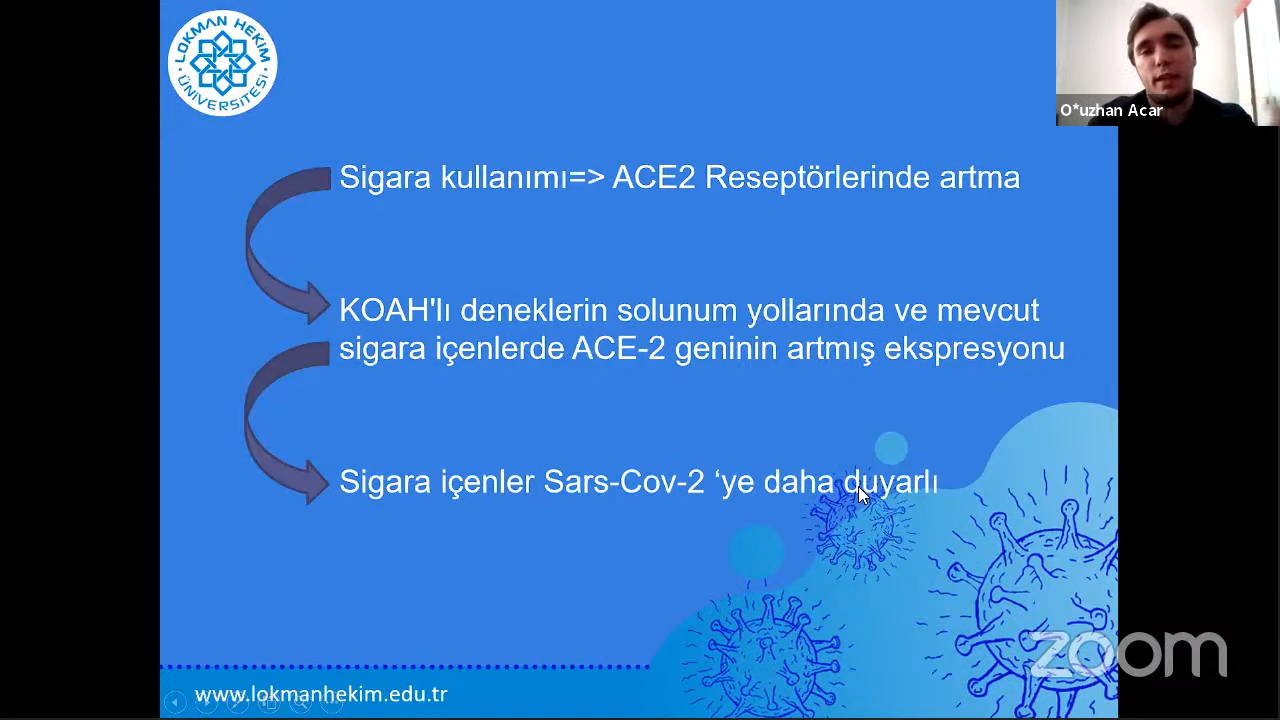 LOKMAN HEKİM
ÜNİVERSİTESİ
O*uzhan Acar
Sigara kullanımı=> ACE2 Reseptörlerinde artma
KOAH'lı deneklerin solunum yollarında ve mevcut
sigara içenlerde ACE-2 geninin artmış ekspresyonu
Sigara içenler Sars-Cov-2 ‘ye daha duyarlı
zoom
www.lokmanhekim.edu.tr